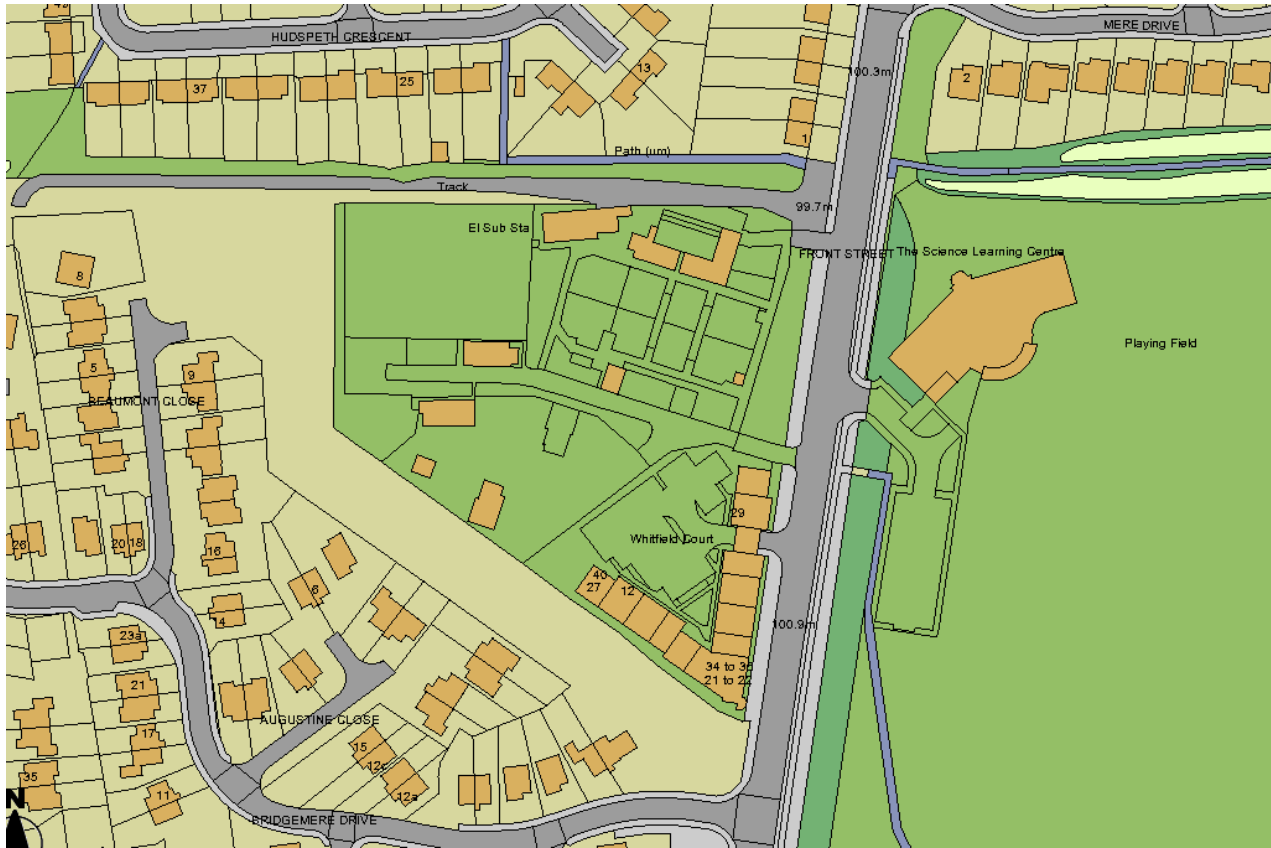 49
HUDSPETH CRESCENT
MERE DRIVE
13
100.3m
2
37
25
1
Path (um)
Track
99.7m
El Sub Sta
FRONT STREET
The Science Learning Centre
8
Playing Field
5
9
BEAUMONT CLOSE
29
Whitfield Court
26
20
18
16
40
27
12
6
14
100.9m
23a
34 to 36
21 to 22
21
AUGUSTINE CLOSE
17
15
12c
35
11
12a
N
BRIDGEMERE DRIVE